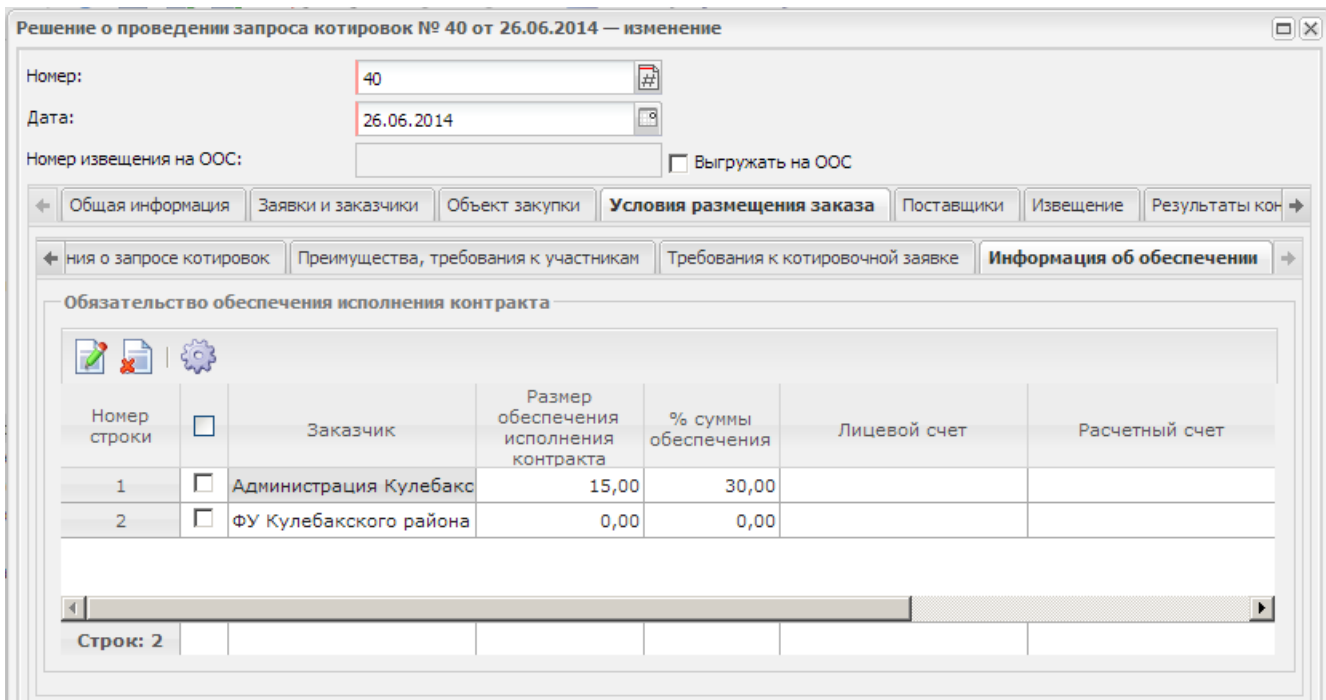 Решение о проведении запроса котировок № 40 от 26.06.2014 — изменение
Номер:
40
Дата:
26.06.2014
Номер извещения на ООС:
Выгружать на ООС
Общая информация
Заявки и заказчики
Объект закупки
Условия размещения заказа
Поставщики
Извещение
Результаты кон
ния о запросе котировок
Преимущества, требования к участникам
Требования к котировочной заявке
Информация об обеспечении
Обязательство обеспечения исполнения контракта
Номер
строки
Заказчик
Размер
обеспечения
исполнения
контракта
% суммы
обеспечения
Лицевой счет
Расчетный счет
1 Администрация Кулебакс 15,00 30,00
2 ФУ Кулебакского района 0,00 0,00
Строк: 2